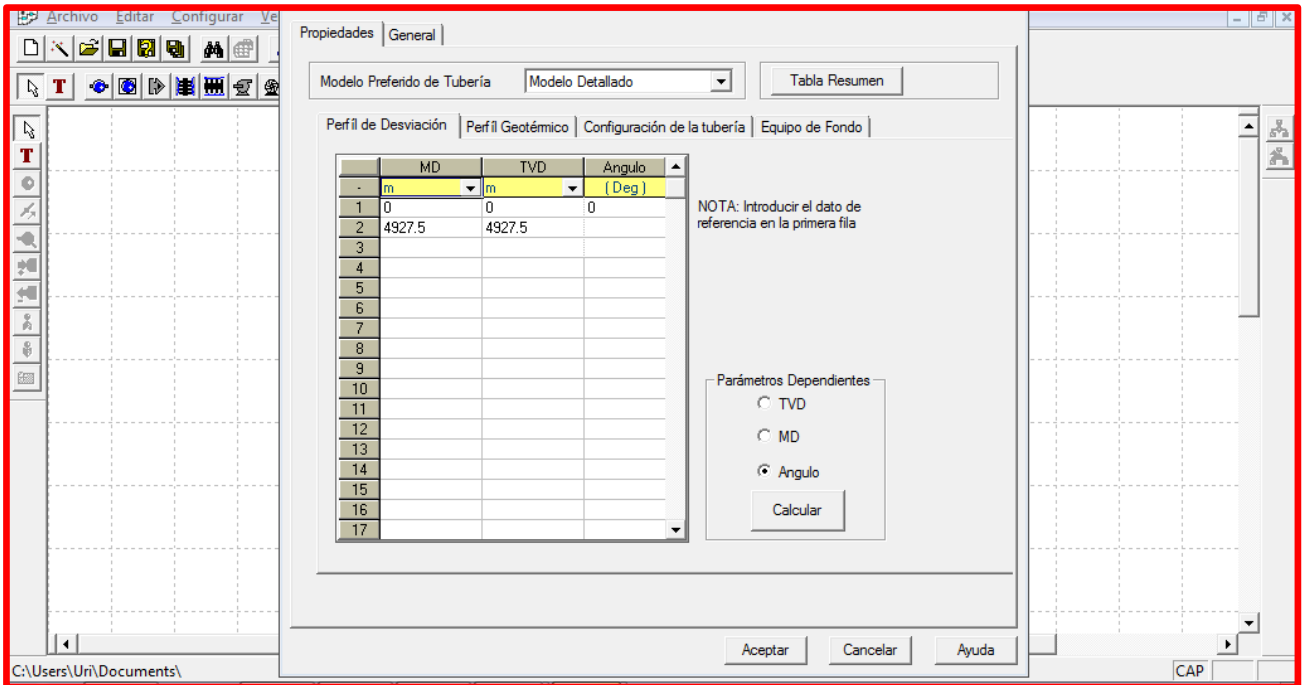 Archivo Editar Configurar Ve
Propiedades General
T
Modelo Preferido de Tubería Modelo Detallado Tabla Resumen
Perfíl de Desviación Perfíl Geotérmico Configuración de la tubería Equipo de Fondo
T
MD TVD Angulo
- m m ( Deg )
1 0 0 0
2 4927.5 4927.5
3
4
5
6
7
8
9
10
11
12
13
14
15
16
17
NOTA: Introducir el dato de
referencia en la primera fila
Parámetros Dependientes
TVD
MD
Angulo
Calcular
Aceptar Cancelar Ayuda
C:\Users\Uri\Documents\ CAP